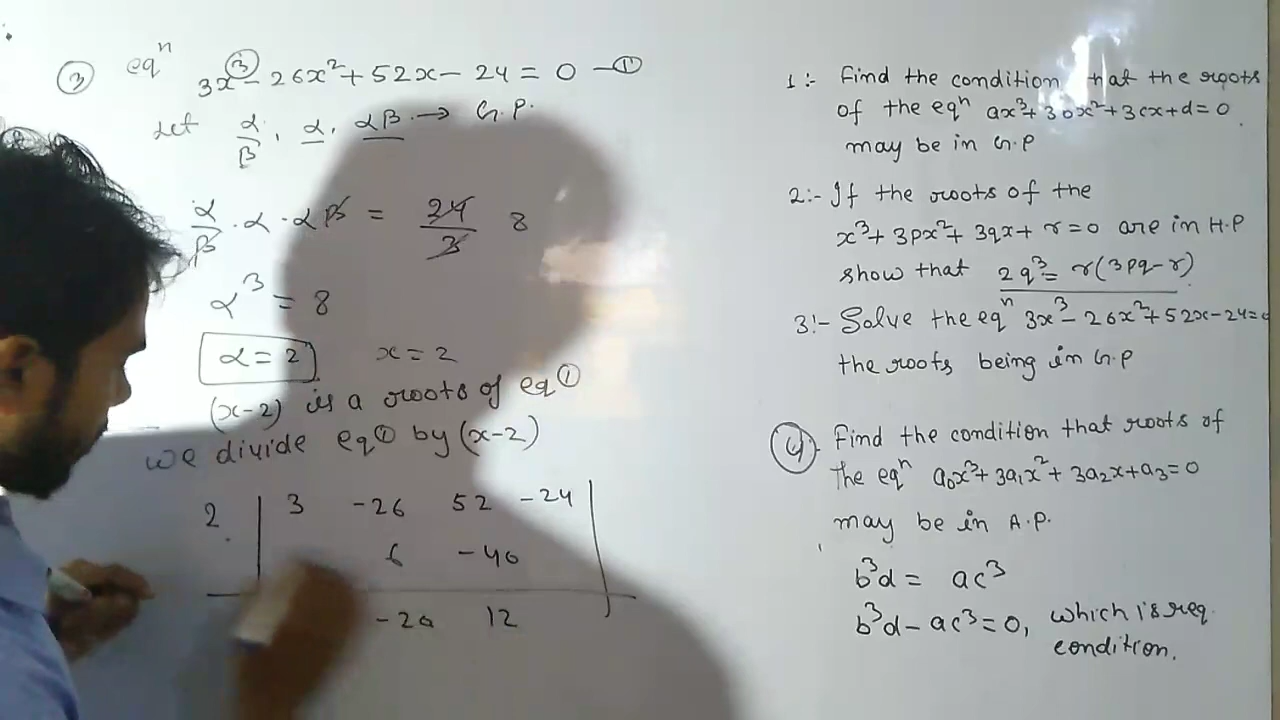 ③ eqⁿ 3x³ - 26x² + 52x - 24 = 0 —①
Let α/β, α, αβ → G.P.
α/β · α · αβ = 24/3 8
α³ = 8
α = 2 x = 2
(x-2) is a roots of eq①
we divide eq① by (x-2)
2 3 -26 52 -24
6 -40
-20 12
1:- Find the condition that the roots
of the eqⁿ ax³+3bx²+3cx+d=0
may be in G.P
2:- If the roots of the
x³+3px²+3qx+r=0 are in H.P
show that 2q³=r(3pq-r)
3:- Solve the eqⁿ 3x³-26x²+52x-24=
the roots being in G.P
④. Find the condition that roots of
the eqⁿ a₀x³+3a₁x²+3a₂x+a₃=0
may be in A.P.
b³d = ac³
b³d - ac³=0, which is req.
condition.